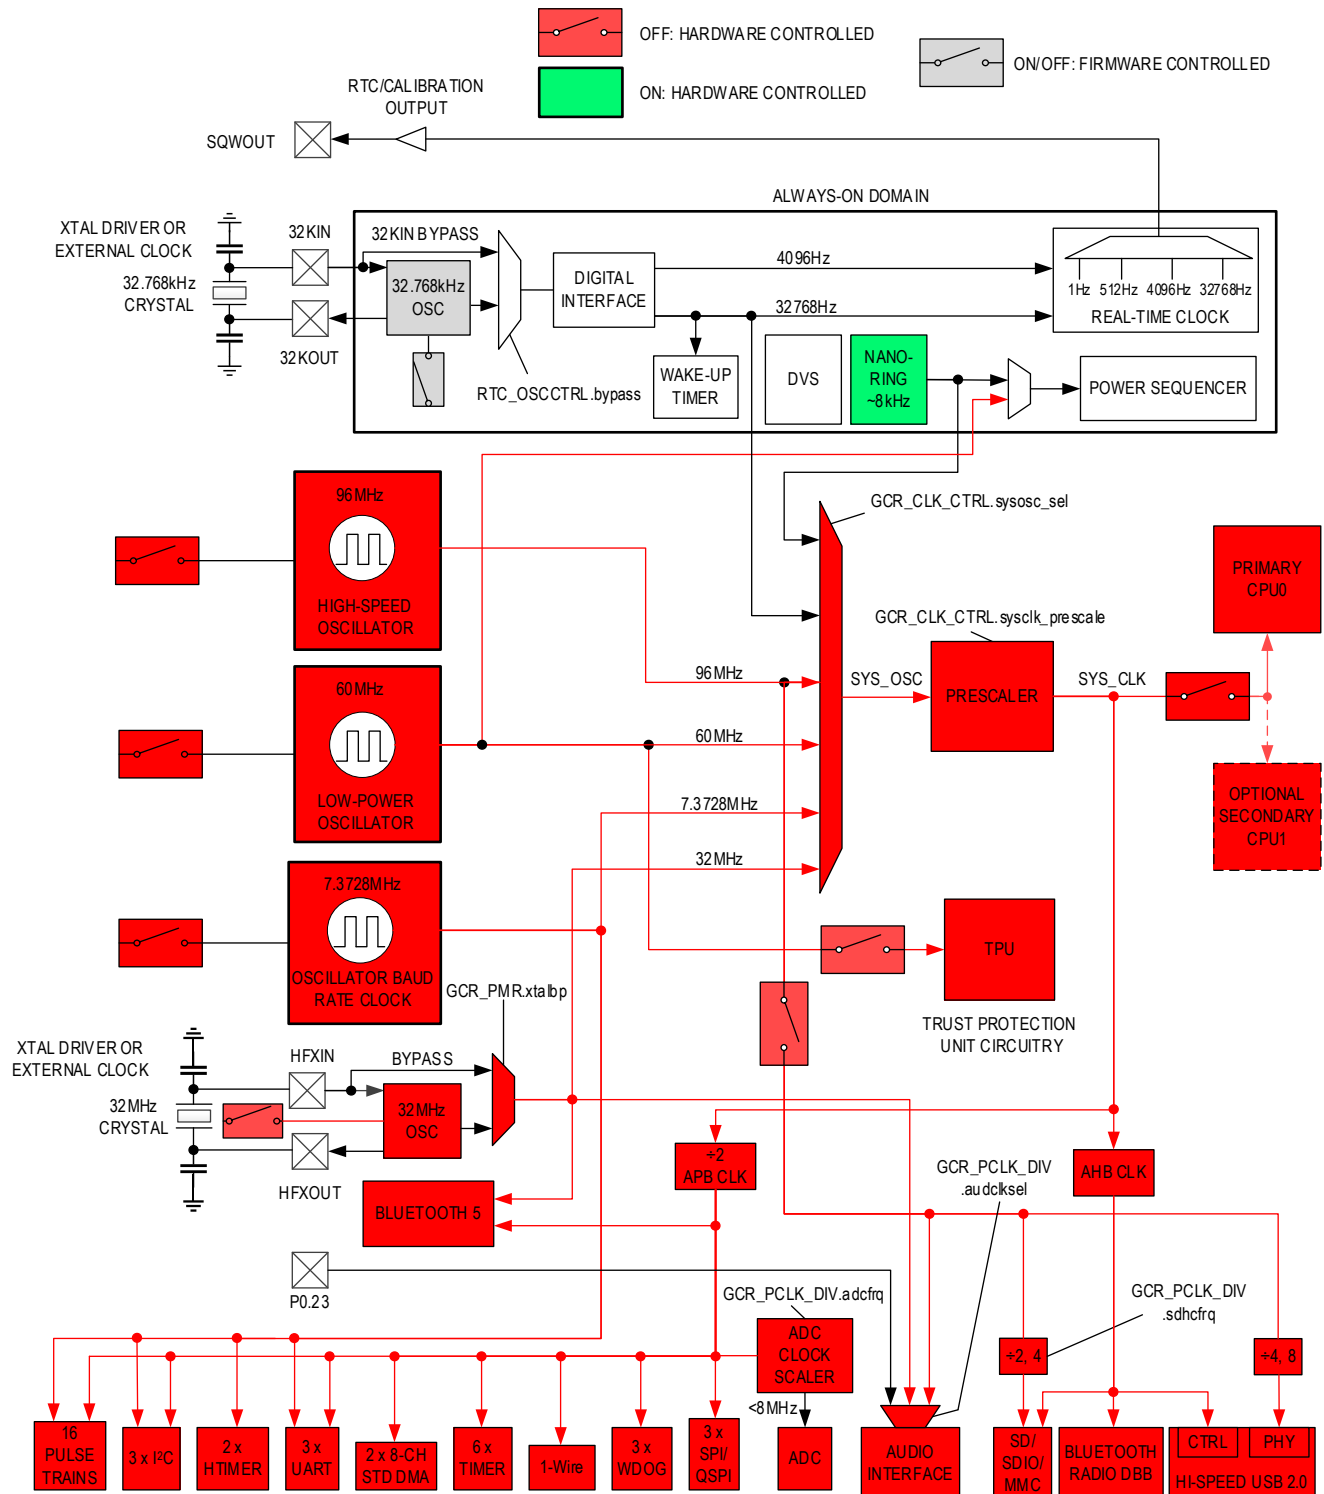 OFF: HARDWARE CONTROLLED
ON/OFF: FIRMWARE CONTROLLED
ON: HARDWARE CONTROLLED
RTC/CALIBRATION
OUTPUT
SQWOUT
ALWAYS-ON DOMAIN
XTAL DRIVER OR
EXTERNAL CLOCK
32KIN
32KIN BYPASS
32.768kHz
CRYSTAL
32.768kHz
OSC
32KOUT
RTC_OSCCTRL.bypass
DIGITAL
INTERFACE
4096Hz
32768Hz
1Hz
512Hz
4096Hz
32768Hz
REAL-TIME CLOCK
WAKE-UP
TIMER
DVS
NANO-
RING
~8kHz
POWER SEQUENCER
96MHz
HIGH-SPEED
OSCILLATOR
GCR_CLK_CTRL.sysosc_sel
PRIMARY
CPU0
GCR_CLK_CTRL.sysclk_prescale
60MHz
LOW-POWER
OSCILLATOR
96MHz
60MHz
7.3728MHz
32MHz
SYS_OSC
PRESCALER
SYS_CLK
OPTIONAL
SECONDARY
CPU1
7.3728MHz
OSCILLATOR BAUD
RATE CLOCK
GCR_PMR.xtalbp
TPU
TRUST PROTECTION
UNIT CIRCUITRY
XTAL DRIVER OR
EXTERNAL CLOCK
HFXIN
BYPASS
32MHz
CRYSTAL
32MHz
OSC
HFXOUT
÷2
APB CLK
GCR_PCLK_DIV
.audclksel
AHB CLK
BLUETOOTH 5
P0.23
GCR_PCLK_DIV.adcfrq
GCR_PCLK_DIV
.sdhcfrq
ADC
CLOCK
SCALER
÷2, 4
÷4, 8
<8MHz
16
PULSE
TRAINS
3 x I²C
2 x
HTIMER
3 x
UART
2 x 8-CH
STD DMA
6 x
TIMER
1-Wire
3 x
WDOG
3 x
SPI/
QSPI
ADC
AUDIO
INTERFACE
SD/
SDIO/
MMC
BLUETOOTH
RADIO DBB
CTRL
PHY
HI-SPEED USB 2.0